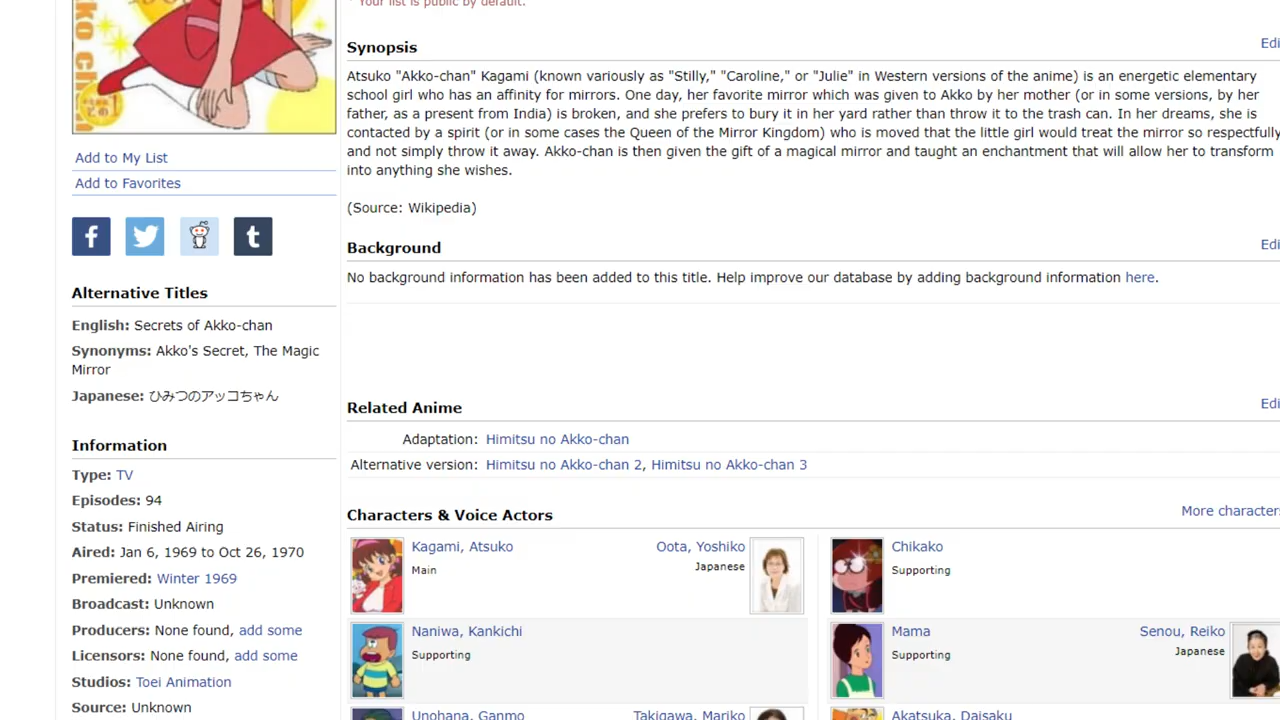 * Your list is public by default.
Synopsis
Edi
Atsuko "Akko-chan" Kagami (known variously as "Stilly," "Caroline," or "Julie" in Western versions of the anime) is an energetic elementary
school girl who has an affinity for mirrors. One day, her favorite mirror which was given to Akko by her mother (or in some versions, by her
father, as a present from India) is broken, and she prefers to bury it in her yard rather than throw it to the trash can. In her dreams, she is
contacted by a spirit (or in some cases the Queen of the Mirror Kingdom) who is moved that the little girl would treat the mirror so respectfully
and not simply throw it away. Akko-chan is then given the gift of a magical mirror and taught an enchantment that will allow her to transform
into anything she wishes.
(Source: Wikipedia)
Background
Edi
No background information has been added to this title. Help improve our database by adding background information here.
Related Anime
Edi
Adaptation: Himitsu no Akko-chan
Alternative version: Himitsu no Akko-chan 2, Himitsu no Akko-chan 3
Characters & Voice Actors
More characters
Kagami, Atsuko
Main
Oota, Yoshiko
Japanese
Chikako
Supporting
Naniwa, Kankichi
Supporting
Mama
Supporting
Senou, Reiko
Japanese
Unohana, Ganmo
Takigawa, Mariko
Akatsuka, Daisaku
Add to My List
Add to Favorites
Alternative Titles
English: Secrets of Akko-chan
Synonyms: Akko's Secret, The Magic
Mirror
Japanese: ひみつのアッコちゃん
Information
Type: TV
Episodes: 94
Status: Finished Airing
Aired: Jan 6, 1969 to Oct 26, 1970
Premiered: Winter 1969
Broadcast: Unknown
Producers: None found, add some
Licensors: None found, add some
Studios: Toei Animation
Source: Unknown